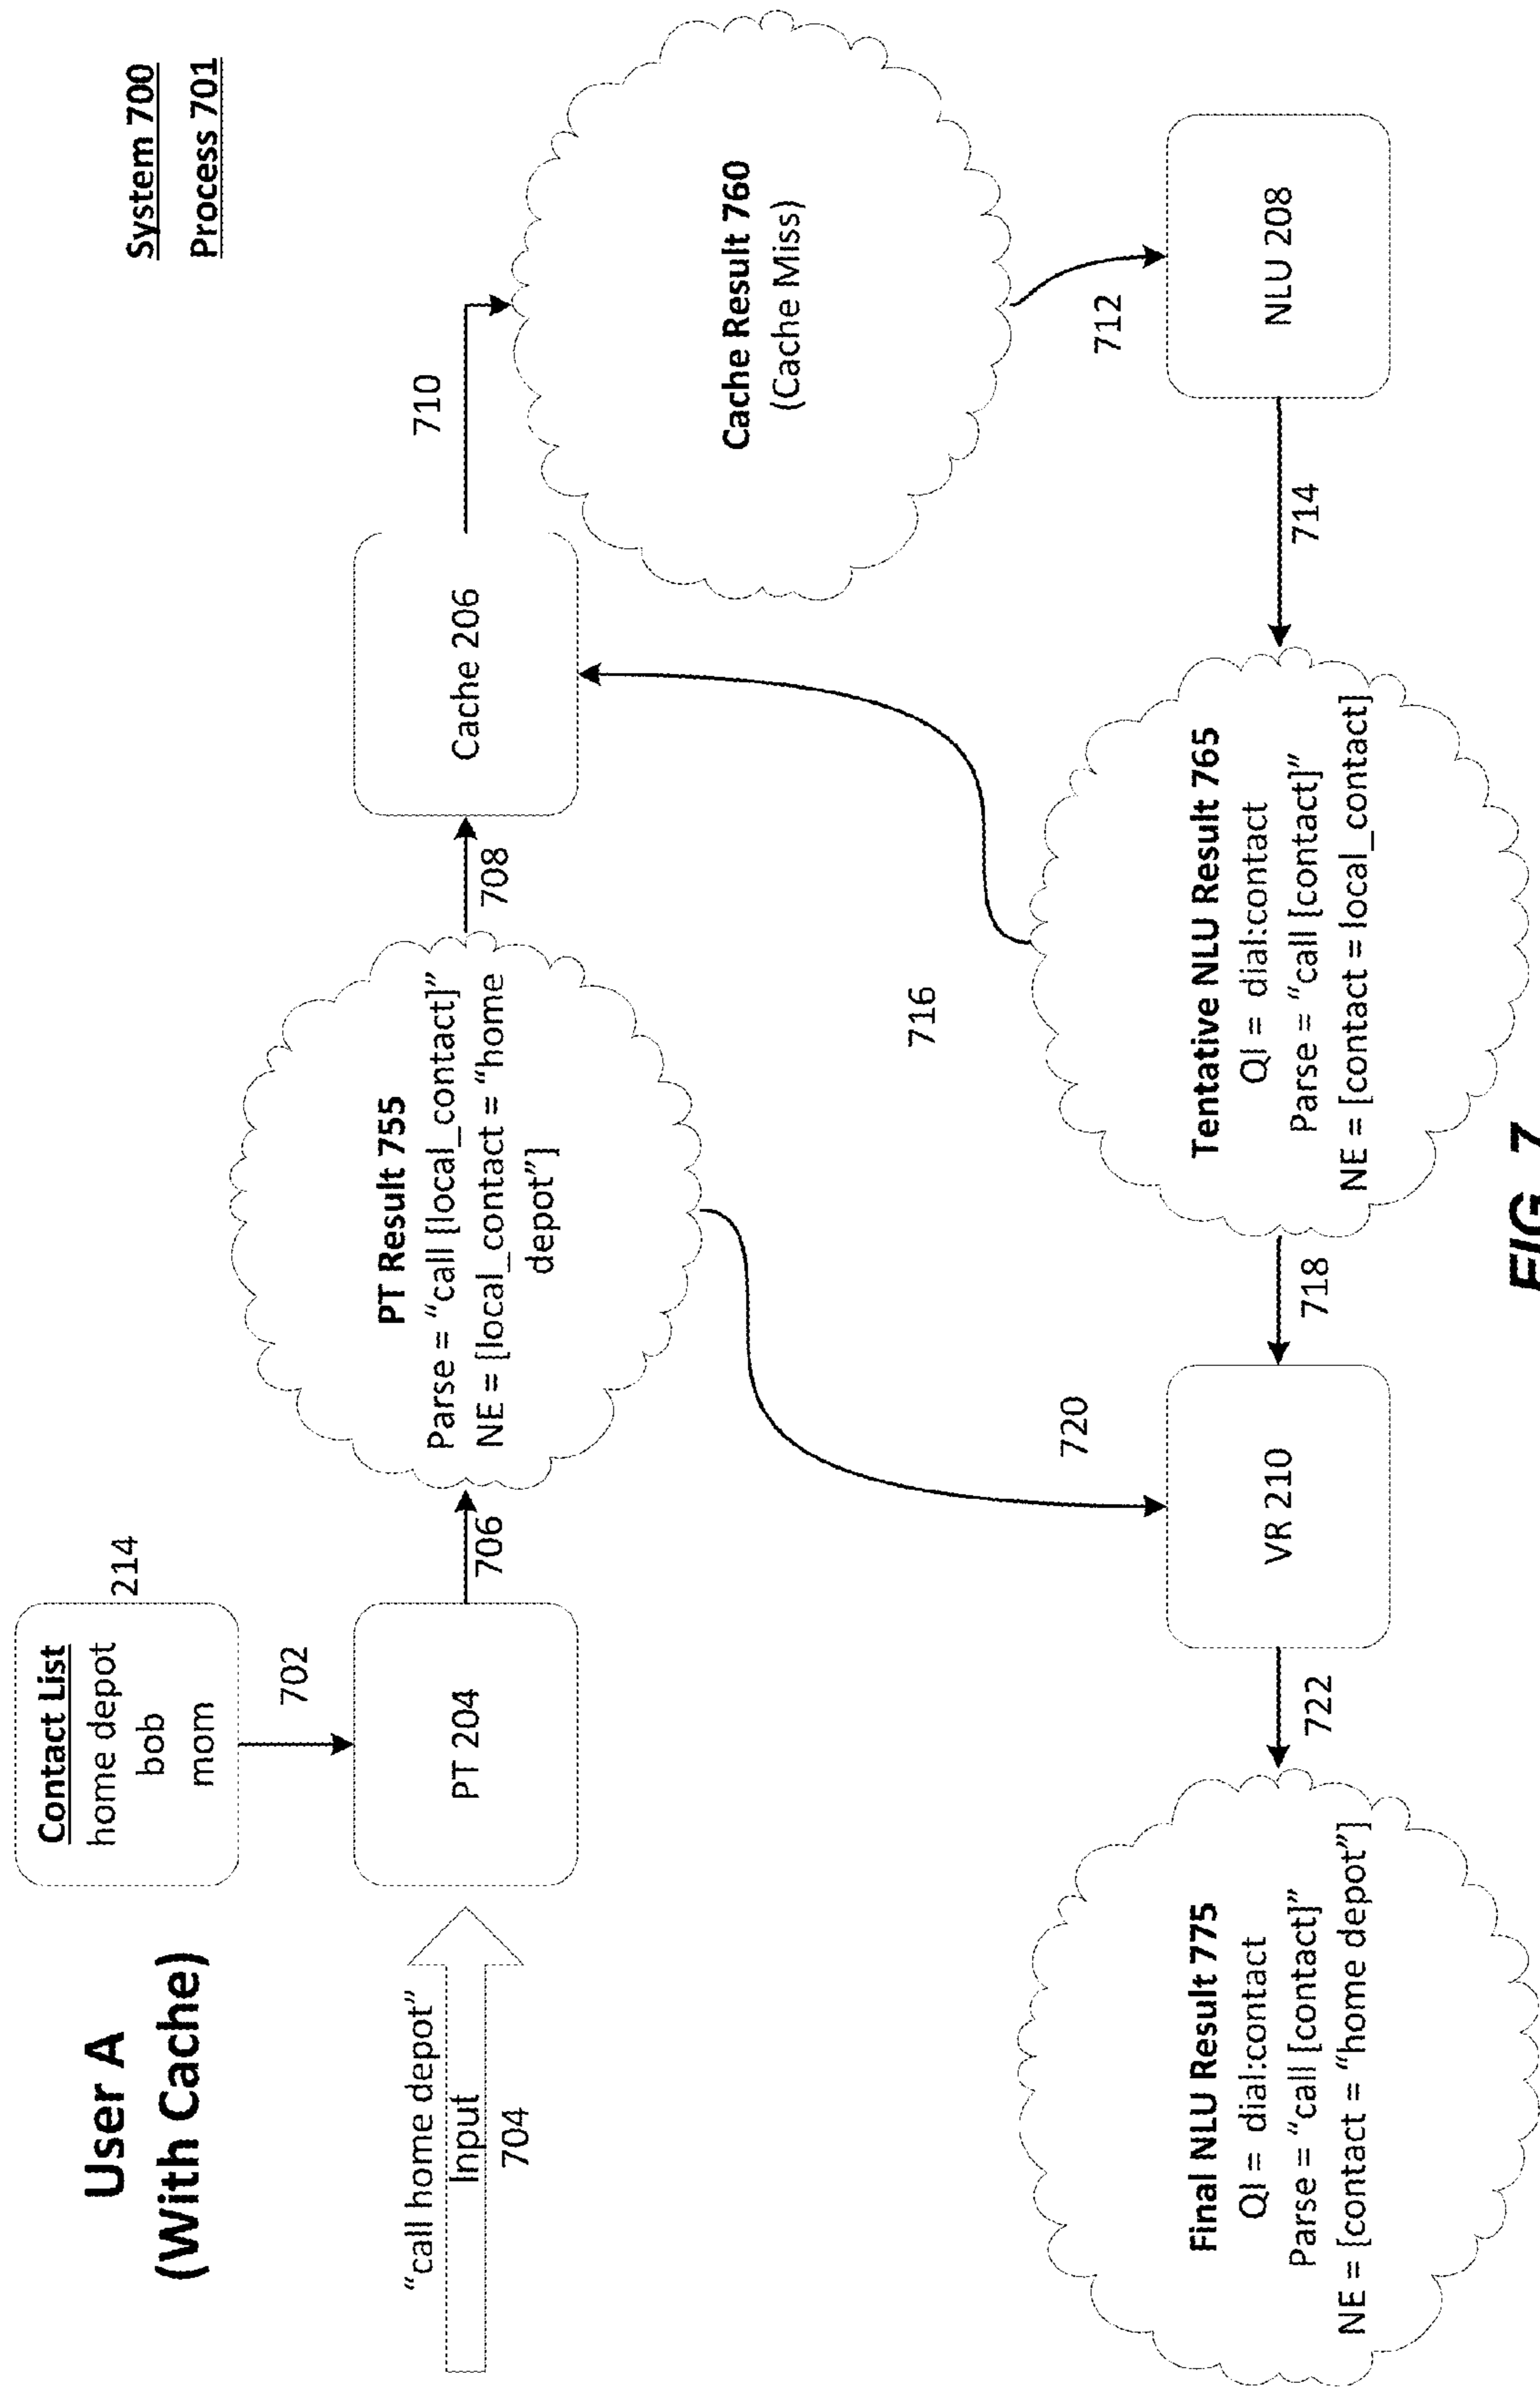 System 700
Process 701
User A
(With Cache)
Contact List
home depot
bob
mom
214
702
"call home depot"
Input
704
PT 204
706
PT Result 755
Parse = "call [local_contact]"
NE = [local_contact = "home
depot"]
708
Cache 206
710
Cache Result 760
(Cache Miss)
712
NLU 208
714
Tentative NLU Result 765
QI = dial:contact
Parse = "call [contact]"
NE = [contact = local_contact]
716
718
720
VR 210
722
Final NLU Result 775
QI = dial:contact
Parse = "call [contact]"
NE = [contact = "home depot"]
FIG. 7